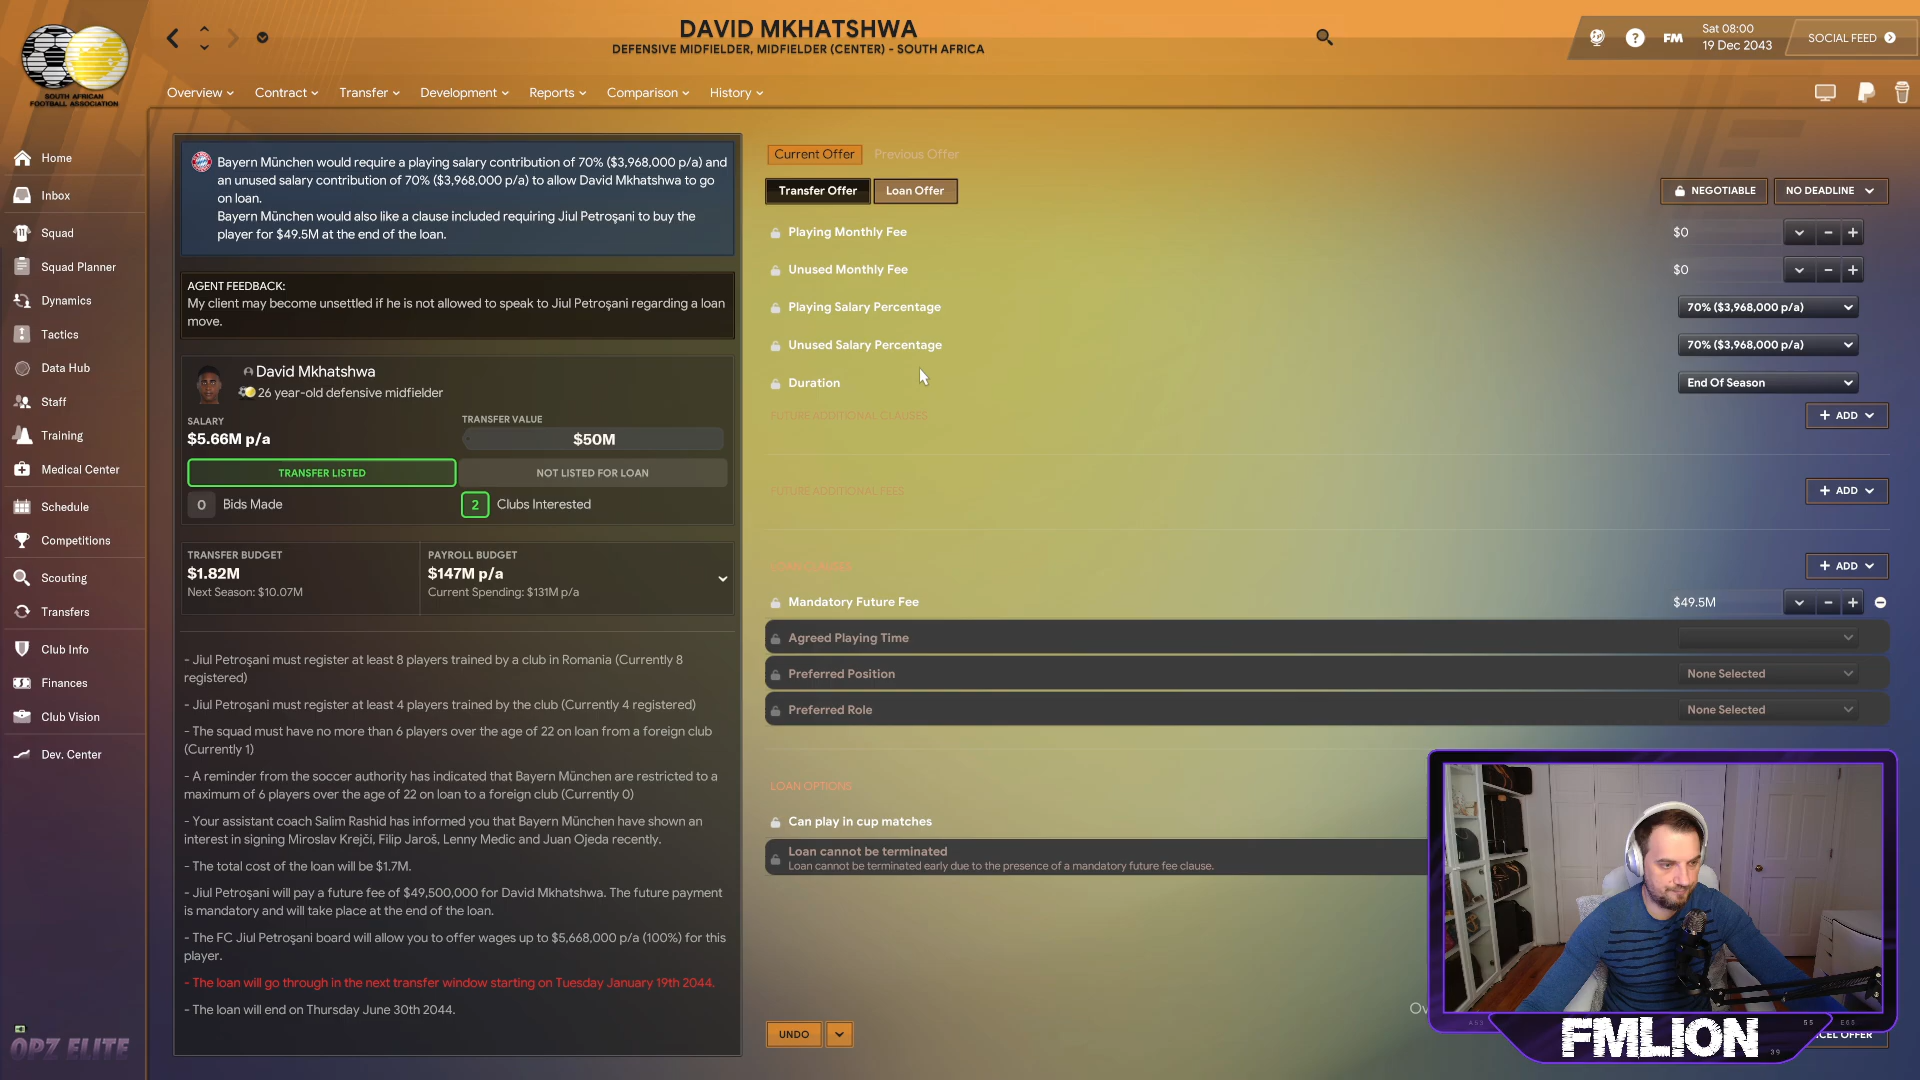 DAVID MKHATSHWA
DEFENSIVE MIDFIELDER, MIDFIELDER (CENTER) - SOUTH AFRICA
SOUTH AFRICAN
FOOTBALL ASSOCIATION
FM
Sat 08:00
19 Dec 2043
SOCIAL FEED
Overview
Contract
Transfer
Development
Reports
Comparison
History
Home
Inbox
Squad
Squad Planner
Dynamics
Tactics
Data Hub
Staff
Training
Medical Center
Schedule
Competitions
Scouting
Transfers
Club Info
Finances
Club Vision
Dev. Center
OPZ ELITE
Bayern München would require a playing salary contribution of 70% ($3,968,000 p/a) and
an unused salary contribution of 70% ($3,968,000 p/a) to allow David Mkhatshwa to go
on loan.
Bayern München would also like a clause included requiring Jiul Petroşani to buy the
player for $49.5M at the end of the loan.
AGENT FEEDBACK:
My client may become unsettled if he is not allowed to speak to Jiul Petroşani regarding a loan
move.
David Mkhatshwa
26 year-old defensive midfielder
SALARY
$5.66M p/a
TRANSFER VALUE
$50M
TRANSFER LISTED
NOT LISTED FOR LOAN
0 Bids Made
2 Clubs Interested
TRANSFER BUDGET
$1.82M
Next Season: $10.07M
PAYROLL BUDGET
$147M p/a
Current Spending: $131M p/a
- Jiul Petroşani must register at least 8 players trained by a club in Romania (Currently 8
registered)
- Jiul Petroşani must register at least 4 players trained by the club (Currently 4 registered)
- The squad must have no more than 6 players over the age of 22 on loan from a foreign club
(Currently 1)
- A reminder from the soccer authority has indicated that Bayern München are restricted to a
maximum of 6 players over the age of 22 on loan to a foreign club (Currently 0)
- Your assistant coach Salim Rashid has informed you that Bayern München have shown an
interest in signing Miroslav Krejčí, Filip Jaroš, Lenny Medic and Juan Ojeda recently.
- The total cost of the loan will be $1.7M.
- Jiul Petroşani will pay a future fee of $49,500,000 for David Mkhatshwa. The future payment
is mandatory and will take place at the end of the loan.
- The FC Jiul Petroşani board will allow you to offer wages up to $5,668,000 p/a (100%) for this
player.
- The loan will go through in the next transfer window starting on Tuesday January 19th 2044.
- The loan will end on Thursday June 30th 2044.
Current Offer
Previous Offer
Transfer Offer
Loan Offer
NEGOTIABLE
NO DEADLINE
Playing Monthly Fee
$0
Unused Monthly Fee
$0
Playing Salary Percentage
70% ($3,968,000 p/a)
Unused Salary Percentage
70% ($3,968,000 p/a)
Duration
End Of Season
FUTURE ADDITIONAL CLAUSES
+ ADD
FUTURE ADDITIONAL FEES
+ ADD
LOAN CLAUSES
+ ADD
Mandatory Future Fee
$49.5M
Agreed Playing Time
Preferred Position
None Selected
Preferred Role
None Selected
LOAN OPTIONS
Can play in cup matches
Loan cannot be terminated
Loan cannot be terminated early due to the presence of a mandatory future fee clause.
UNDO
FMLION